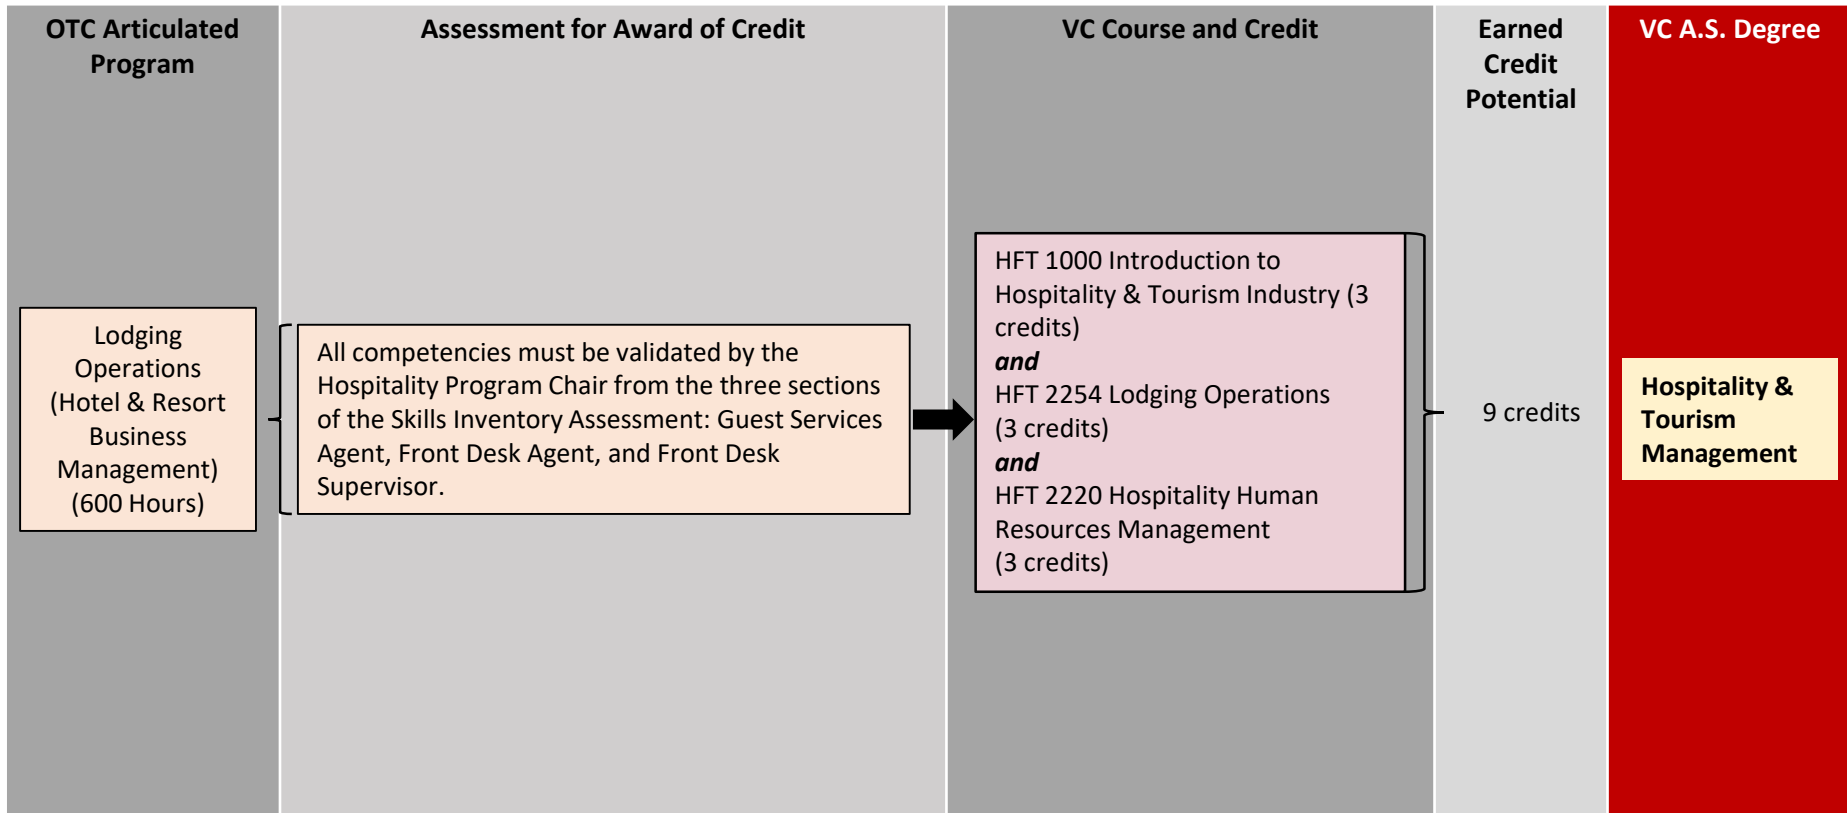 OTC Articulated
Program
Assessment for Award of Credit
VC Course and Credit
Earned
Credit
Potential
VC A.S. Degree
Lodging
Operations
(Hotel & Resort
Business
Management)
(600 Hours)
All competencies must be validated by the
Hospitality Program Chair from the three sections
of the Skills Inventory Assessment: Guest Services
Agent, Front Desk Agent, and Front Desk
Supervisor.
HFT 1000 Introduction to
Hospitality & Tourism Industry (3
credits)
and
HFT 2254 Lodging Operations
(3 credits)
and
HFT 2220 Hospitality Human
Resources Management
(3 credits)
9 credits
Hospitality &
Tourism
Management